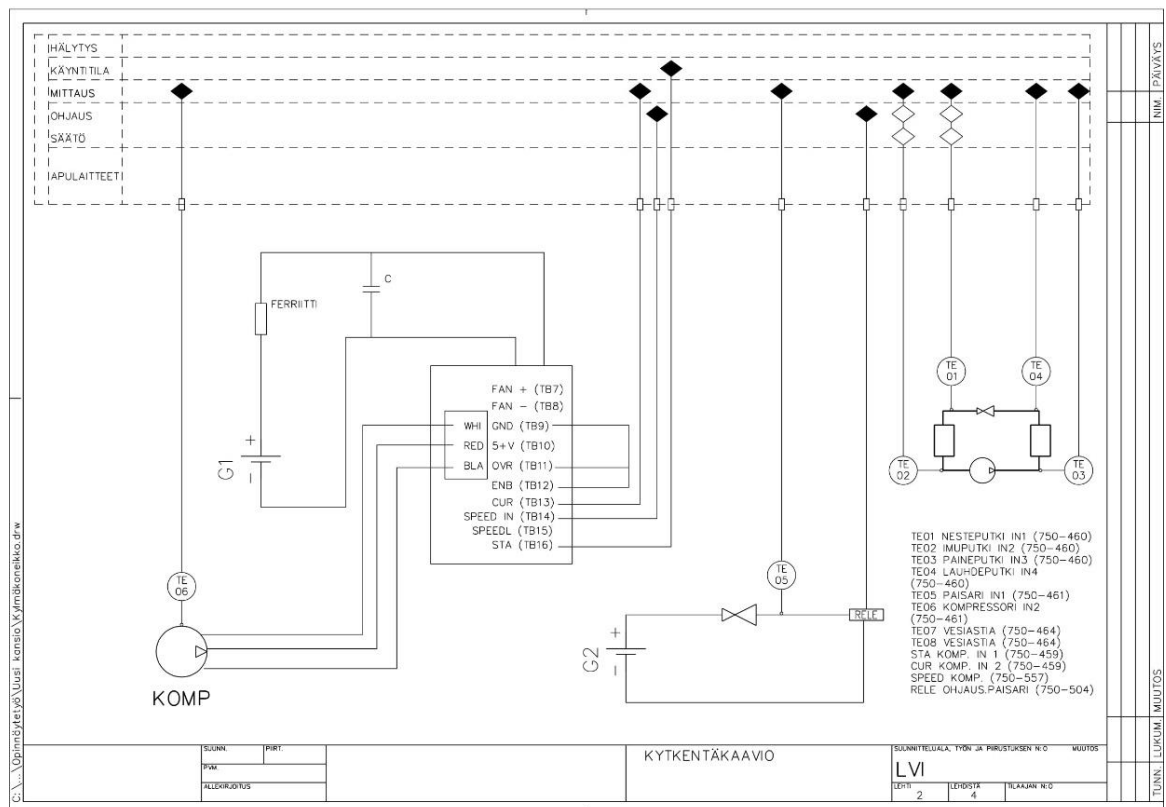 HÄLYTYS
KÄYNTITILA
MITTAUS
OHJAUS
SÄÄTÖ
APULAITTEET
FERRIITTI
C
FAN + (TB7)
FAN – (TB8)
WHI GND (TB9)
RED 5+V (TB10)
BLA OVR (TB11)
ENB (TB12)
CUR (TB13)
SPEED IN (TB14)
SPEEDL (TB15)
STA (TB16)
G1
+
–
TE
06
KOMP
TE
05
G2
+
–
RELE
TE
01
TE
04
TE
02
TE
03
TE01 NESTEPUTKI IN1 (750–460)
TE02 IMUPUTKI IN2 (750–460)
TE03 PAINEPUTKI IN3 (750–460)
TE04 LAUHDEPUTKI IN4
(750–460)
TE05 PAISARI IN1 (750–461)
TE06 KOMPRESSORI IN2
(750–461)
TE07 VESIASTIA (750–464)
TE08 VESIASTIA (750–464)
STA KOMP. IN 1 (750–459)
CUR KOMP. IN 2 (750–459)
SPEED KOMP. (750–557)
RELE OHJAUS.PAISARI (750–504)
SUUNN. PIIRT.
PVM.
ALLEKIRJOITUS
KYTKENTÄKAAVIO
SUUNNITTELUALA, TYÖN JA PIIRUSTUKSEN N:O MUUTOS
LVI
LEHTI
2
LEHDISTÄ
4
TILAAJAN N:O
C:\...\Opinnäytetyö\Uusi kansio\Kylmäkoneikko.drw
NIM. PÄIVÄYS
TUNN. LUKUM. MUUTOS